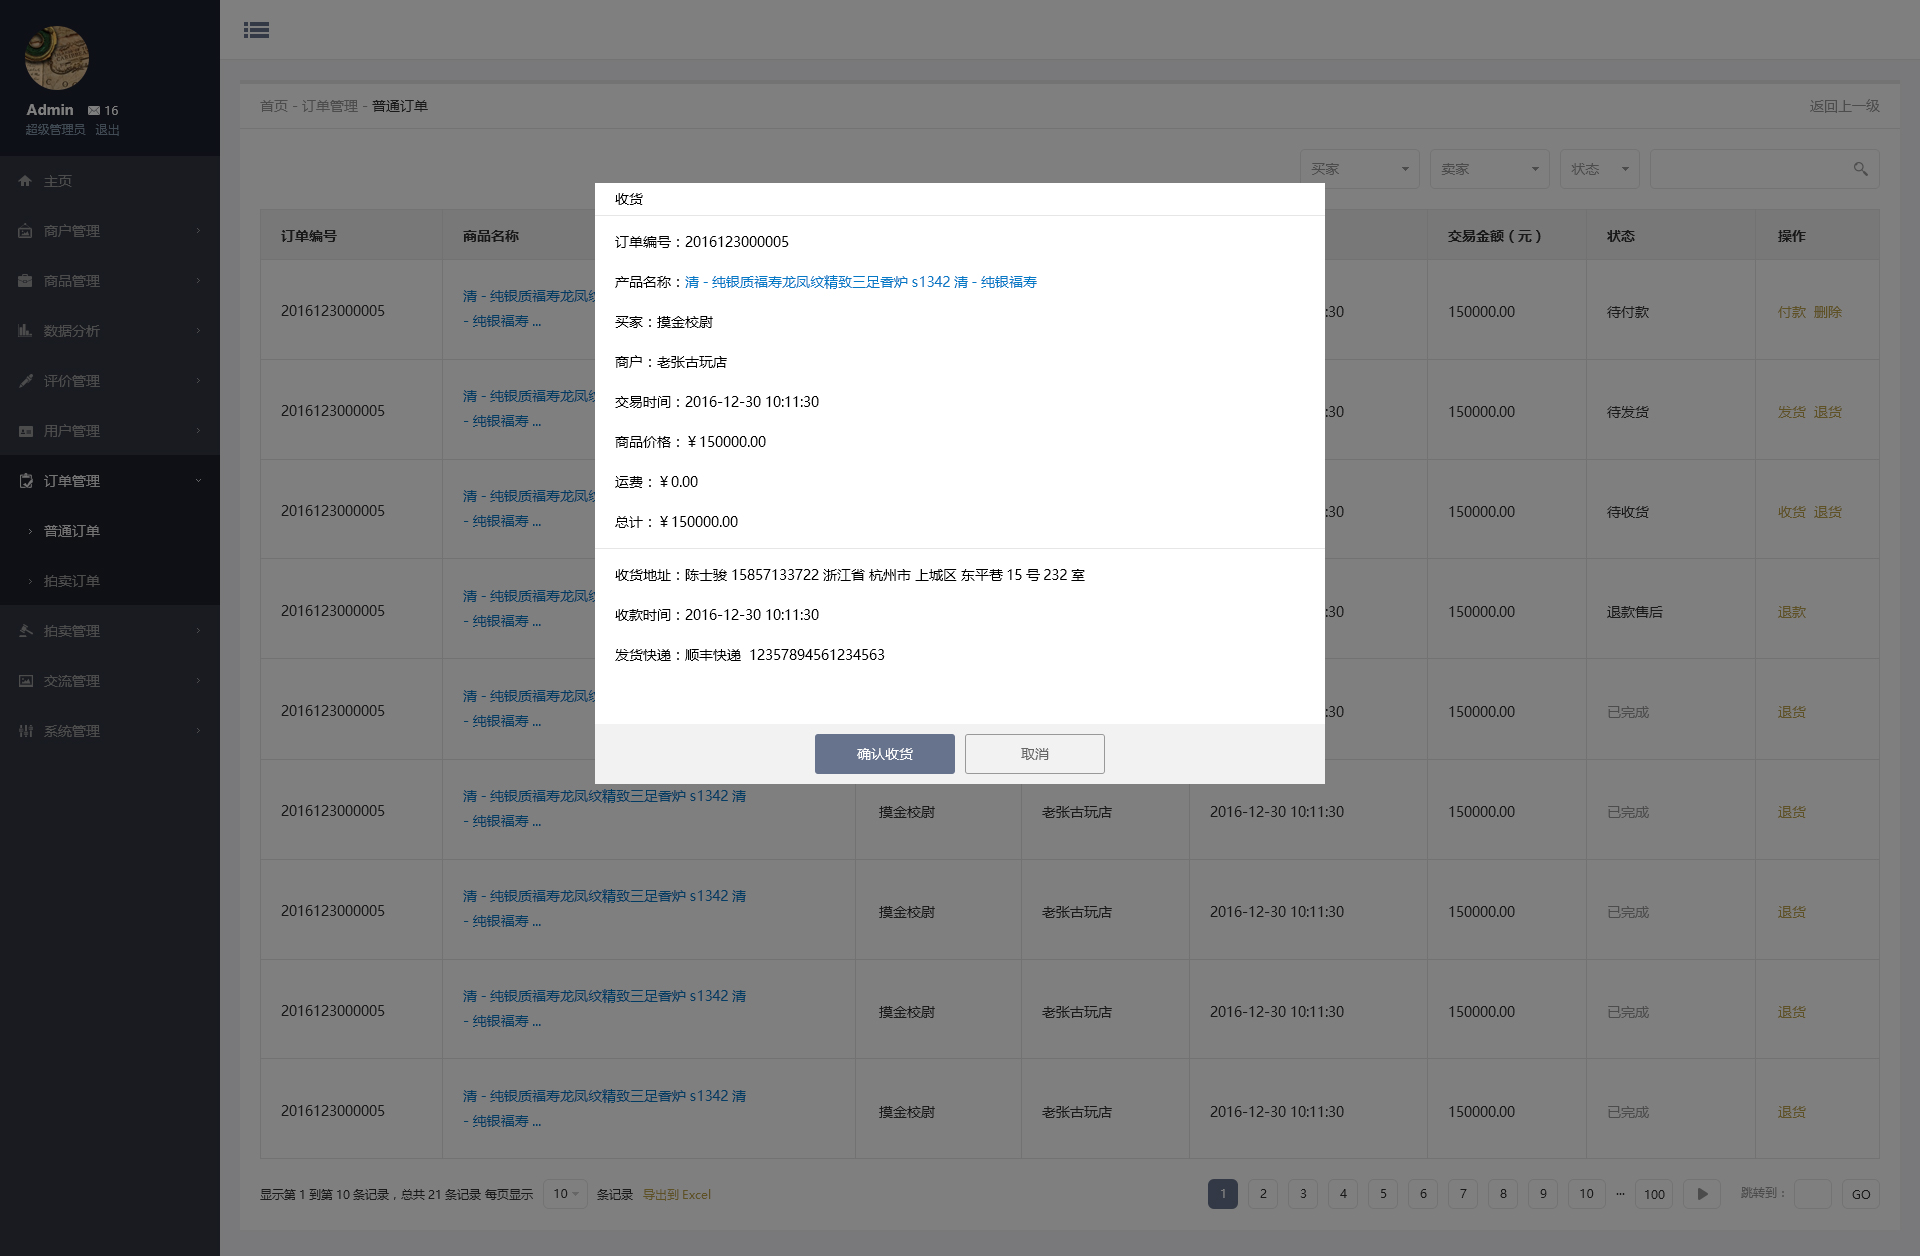 Admin 16
超级管理员 退出
主页
商户管理
商品管理
数据分析
评价管理
用户管理
订单管理
普通订单
拍卖订单
拍卖管理
交流管理
系统管理
首页 - 订单管理 - 普通订单 返回上一级
买家 卖家 状态
订单编号 商品名称 交易金额（元） 状态 操作
2016123000005 清 - 纯银质福寿龙凤纹 :30 150000.00 待付款 付款 删除
- 纯银福寿 ...
2016123000005 清 - 纯银质福寿龙凤纹 :30 150000.00 待发货 发货 退货
- 纯银福寿 ...
2016123000005 清 - 纯银质福寿龙凤纹 :30 150000.00 待收货 收货 退货
- 纯银福寿 ...
2016123000005 清 - 纯银质福寿龙凤纹 :30 150000.00 退款售后 退款
- 纯银福寿 ...
2016123000005 清 - 纯银质福寿龙凤纹 :30 150000.00 已完成 退货
- 纯银福寿 ...
2016123000005 清 - 纯银质福寿龙凤纹精致三足香炉 s1342 清 摸金校尉 老张古玩店 2016-12-30 10:11:30 150000.00 已完成 退货
- 纯银福寿 ...
2016123000005 清 - 纯银质福寿龙凤纹精致三足香炉 s1342 清 摸金校尉 老张古玩店 2016-12-30 10:11:30 150000.00 已完成 退货
- 纯银福寿 ...
2016123000005 清 - 纯银质福寿龙凤纹精致三足香炉 s1342 清 摸金校尉 老张古玩店 2016-12-30 10:11:30 150000.00 已完成 退货
- 纯银福寿 ...
2016123000005 清 - 纯银质福寿龙凤纹精致三足香炉 s1342 清 摸金校尉 老张古玩店 2016-12-30 10:11:30 150000.00 已完成 退货
- 纯银福寿 ...
收货
订单编号：2016123000005
产品名称：清 - 纯银质福寿龙凤纹精致三足香炉 s1342 清 - 纯银福寿
买家：摸金校尉
商户：老张古玩店
交易时间：2016-12-30 10:11:30
商品价格：￥150000.00
运费：￥0.00
总计：￥150000.00
收货地址：陈士骏 15857133722 浙江省 杭州市 上城区 东平巷 15 号 232 室
收款时间：2016-12-30 10:11:30
发货快递：顺丰快递 12357894561234563
确认收货 取消
显示第 1 到第 10 条记录，总共 21 条记录 每页显示 10 条记录 导出到 Excel 1 2 3 4 5 6 7 8 9 10 ... 100 跳转到： GO